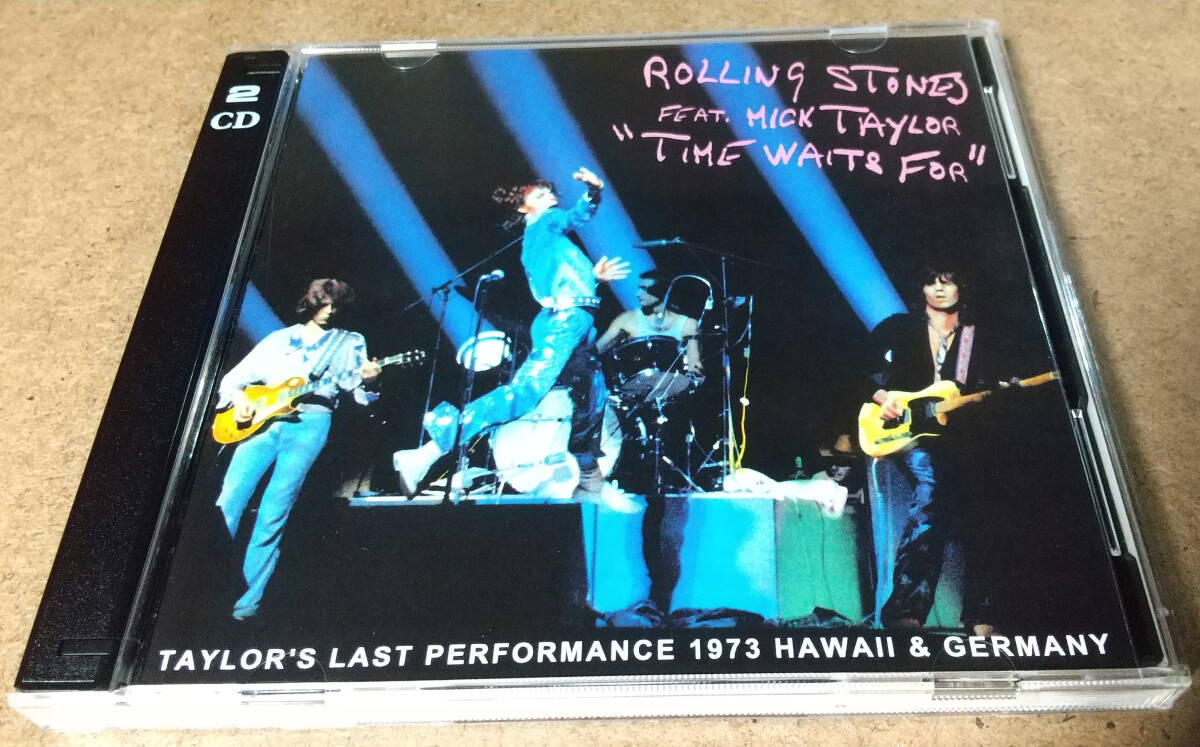 2
CD
ROLLING STONES
FEAT. MICK TAYLOR
"TIME WAITS FOR"
TAYLOR'S LAST PERFORMANCE 1973 HAWAII & GERMANY